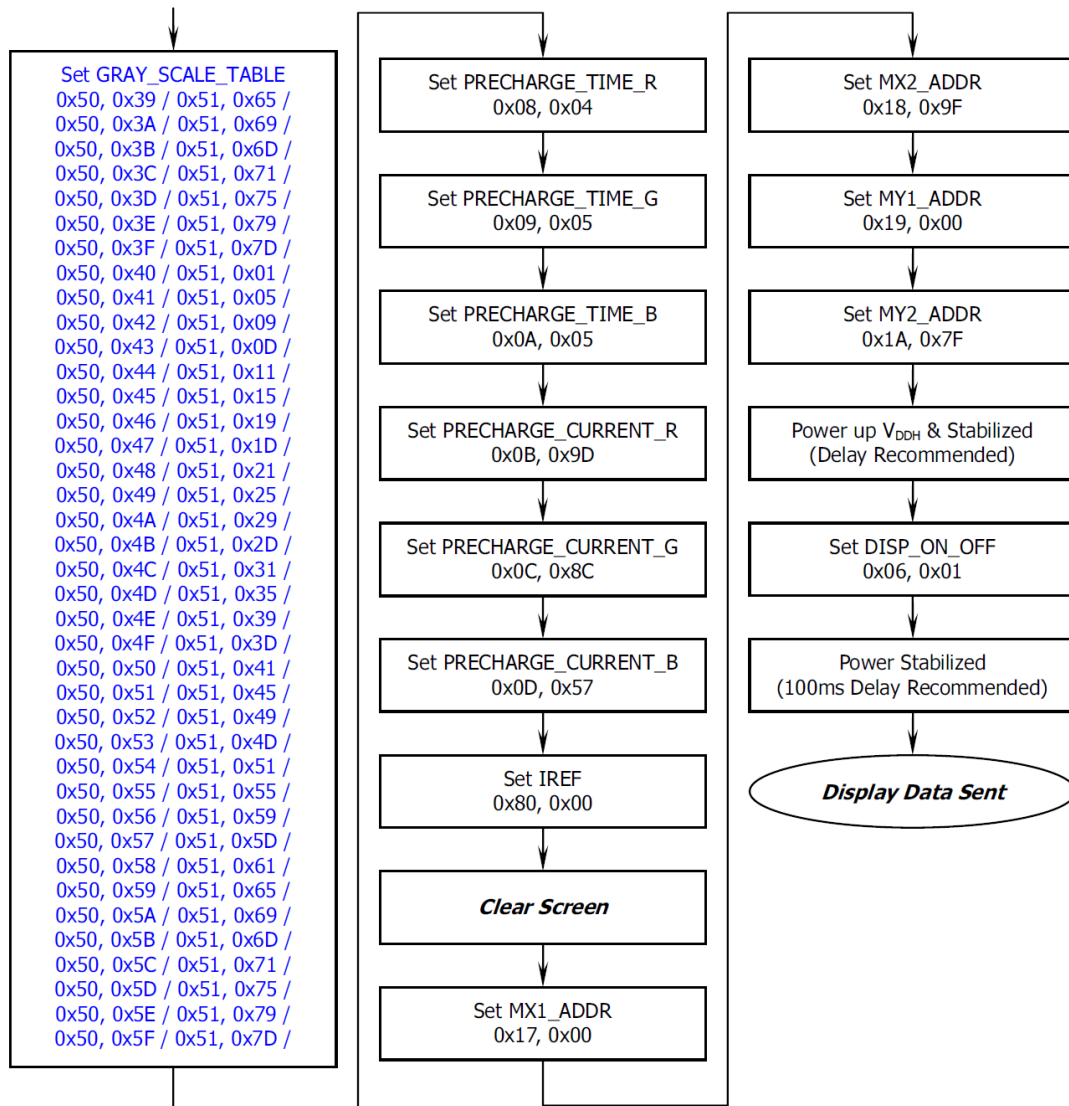 Set GRAY_SCALE_TABLE
0x50, 0x39 / 0x51, 0x65 /
0x50, 0x3A / 0x51, 0x69 /
0x50, 0x3B / 0x51, 0x6D /
0x50, 0x3C / 0x51, 0x71 /
0x50, 0x3D / 0x51, 0x75 /
0x50, 0x3E / 0x51, 0x79 /
0x50, 0x3F / 0x51, 0x7D /
0x50, 0x40 / 0x51, 0x01 /
0x50, 0x41 / 0x51, 0x05 /
0x50, 0x42 / 0x51, 0x09 /
0x50, 0x43 / 0x51, 0x0D /
0x50, 0x44 / 0x51, 0x11 /
0x50, 0x45 / 0x51, 0x15 /
0x50, 0x46 / 0x51, 0x19 /
0x50, 0x47 / 0x51, 0x1D /
0x50, 0x48 / 0x51, 0x21 /
0x50, 0x49 / 0x51, 0x25 /
0x50, 0x4A / 0x51, 0x29 /
0x50, 0x4B / 0x51, 0x2D /
0x50, 0x4C / 0x51, 0x31 /
0x50, 0x4D / 0x51, 0x35 /
0x50, 0x4E / 0x51, 0x39 /
0x50, 0x4F / 0x51, 0x3D /
0x50, 0x50 / 0x51, 0x41 /
0x50, 0x51 / 0x51, 0x45 /
0x50, 0x52 / 0x51, 0x49 /
0x50, 0x53 / 0x51, 0x4D /
0x50, 0x54 / 0x51, 0x51 /
0x50, 0x55 / 0x51, 0x55 /
0x50, 0x56 / 0x51, 0x59 /
0x50, 0x57 / 0x51, 0x5D /
0x50, 0x58 / 0x51, 0x61 /
0x50, 0x59 / 0x51, 0x65 /
0x50, 0x5A / 0x51, 0x69 /
0x50, 0x5B / 0x51, 0x6D /
0x50, 0x5C / 0x51, 0x71 /
0x50, 0x5D / 0x51, 0x75 /
0x50, 0x5E / 0x51, 0x79 /
0x50, 0x5F / 0x51, 0x7D /
Set PRECHARGE_TIME_R
0x08, 0x04
Set PRECHARGE_TIME_G
0x09, 0x05
Set PRECHARGE_TIME_B
0x0A, 0x05
Set PRECHARGE_CURRENT_R
0x0B, 0x9D
Set PRECHARGE_CURRENT_G
0x0C, 0x8C
Set PRECHARGE_CURRENT_B
0x0D, 0x57
Set IREF
0x80, 0x00
Clear Screen
Set MX1_ADDR
0x17, 0x00
Set MX2_ADDR
0x18, 0x9F
Set MY1_ADDR
0x19, 0x00
Set MY2_ADDR
0x1A, 0x7F
Power up VDDH & Stabilized
(Delay Recommended)
Set DISP_ON_OFF
0x06, 0x01
Power Stabilized
(100ms Delay Recommended)
Display Data Sent